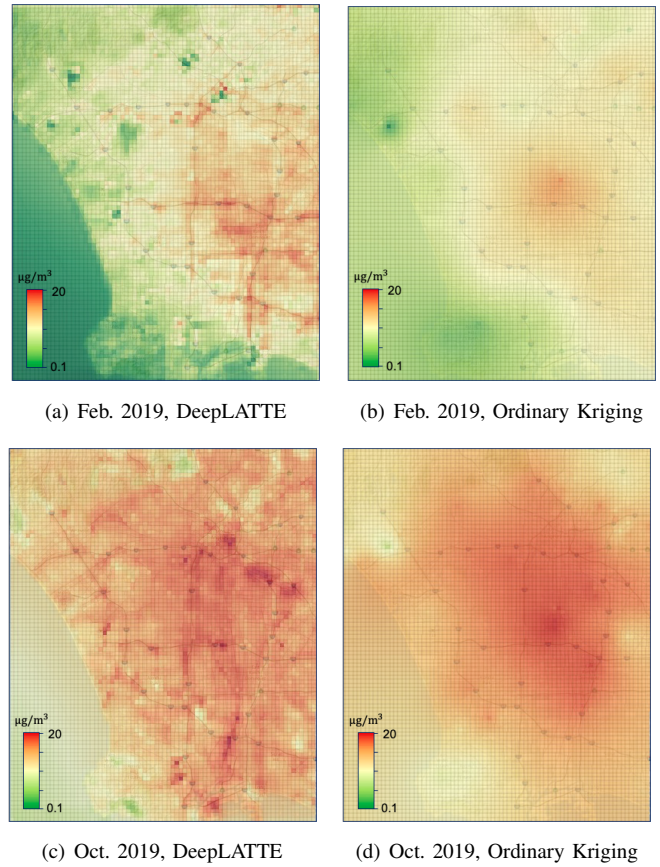 μg/m³
20
0.1
μg/m³
20
0.1
(a) Feb. 2019, DeepLATTE
(b) Feb. 2019, Ordinary Kriging
μg/m³
20
0.1
μg/m³
20
0.1
(c) Oct. 2019, DeepLATTE
(d) Oct. 2019, Ordinary Kriging